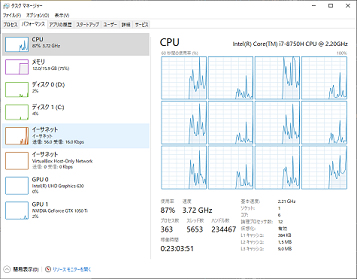 タスク マネージャー
ファイル(F) オプション(O) 表示(V)
プロセス パフォーマンス アプリの履歴 スタートアップ ユーザー 詳細 サービス
CPU
87% 3.72 GHz
メモリ
ディスク 0 (D:)
2%
ディスク 1 (C:)
4%
イーサネット
イーサネット
送信: 56.0 受信: 16.0 Kbps
イーサネット
VirtualBox Host-Only Network
送信: 0 受信: 0 Kbps
GPU 0
Intel(R) UHD Graphics 630
0%
GPU 1
NVIDIA GeForce GTX 1050 Ti
2%
CPU
Intel(R) Core(TM) i7-8750H CPU @ 2.20GHz
60 秒間の使用率 (%)
100%
使用率 速度
87% 3.72 GHz
プロセス数 スレッド数 ハンドル数
363 5653 234467
稼働時間
0:23:03:51
基本速度: 2.21 GHz
ソケット: 1
コア: 6
論理プロセッサ数: 12
仮想化: 有効
L1 キャッシュ: 384 KB
L2 キャッシュ: 1.5 MB
L3 キャッシュ: 9.0 MB
簡易表示(D)
リソース モニターを開く